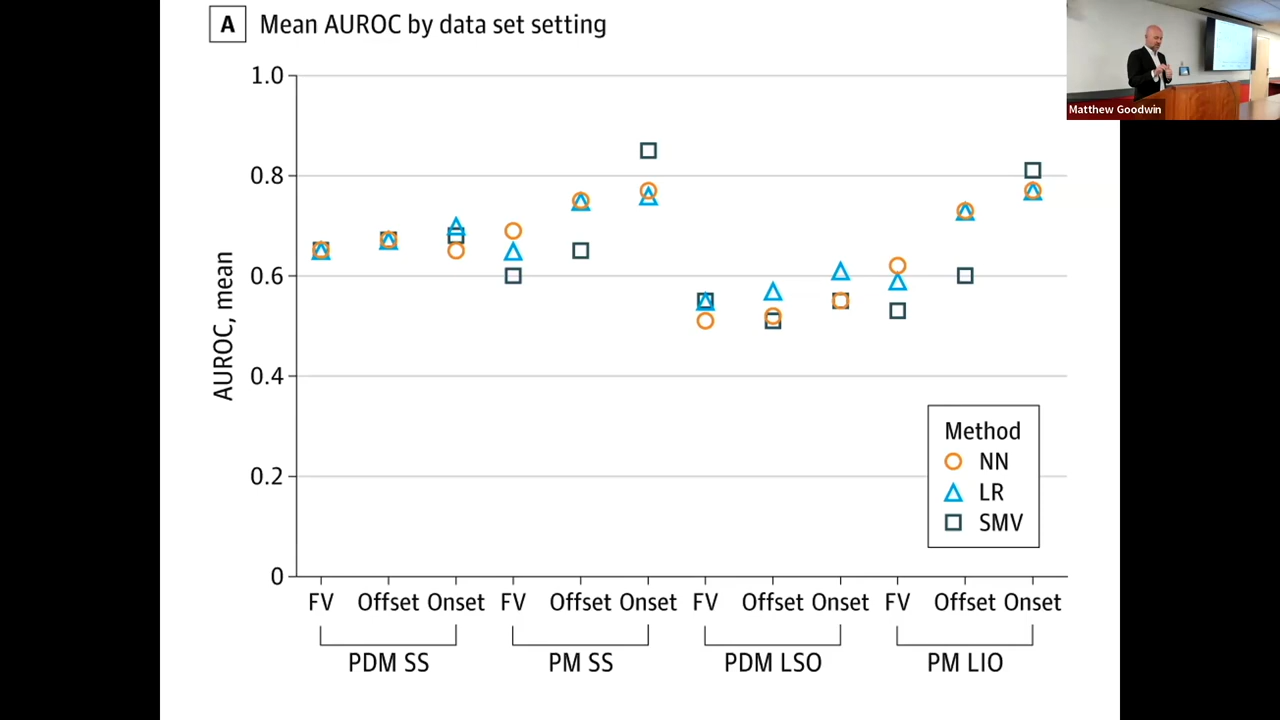 A Mean AUROC by data set setting
Matthew Goodwin
1.0
0.8
0.6
0.4
0.2
0
AUROC, mean
Method
NN
LR
SMV
FV Offset Onset FV Offset Onset FV Offset Onset FV Offset Onset
PDM SS PM SS PDM LSO PM LIO